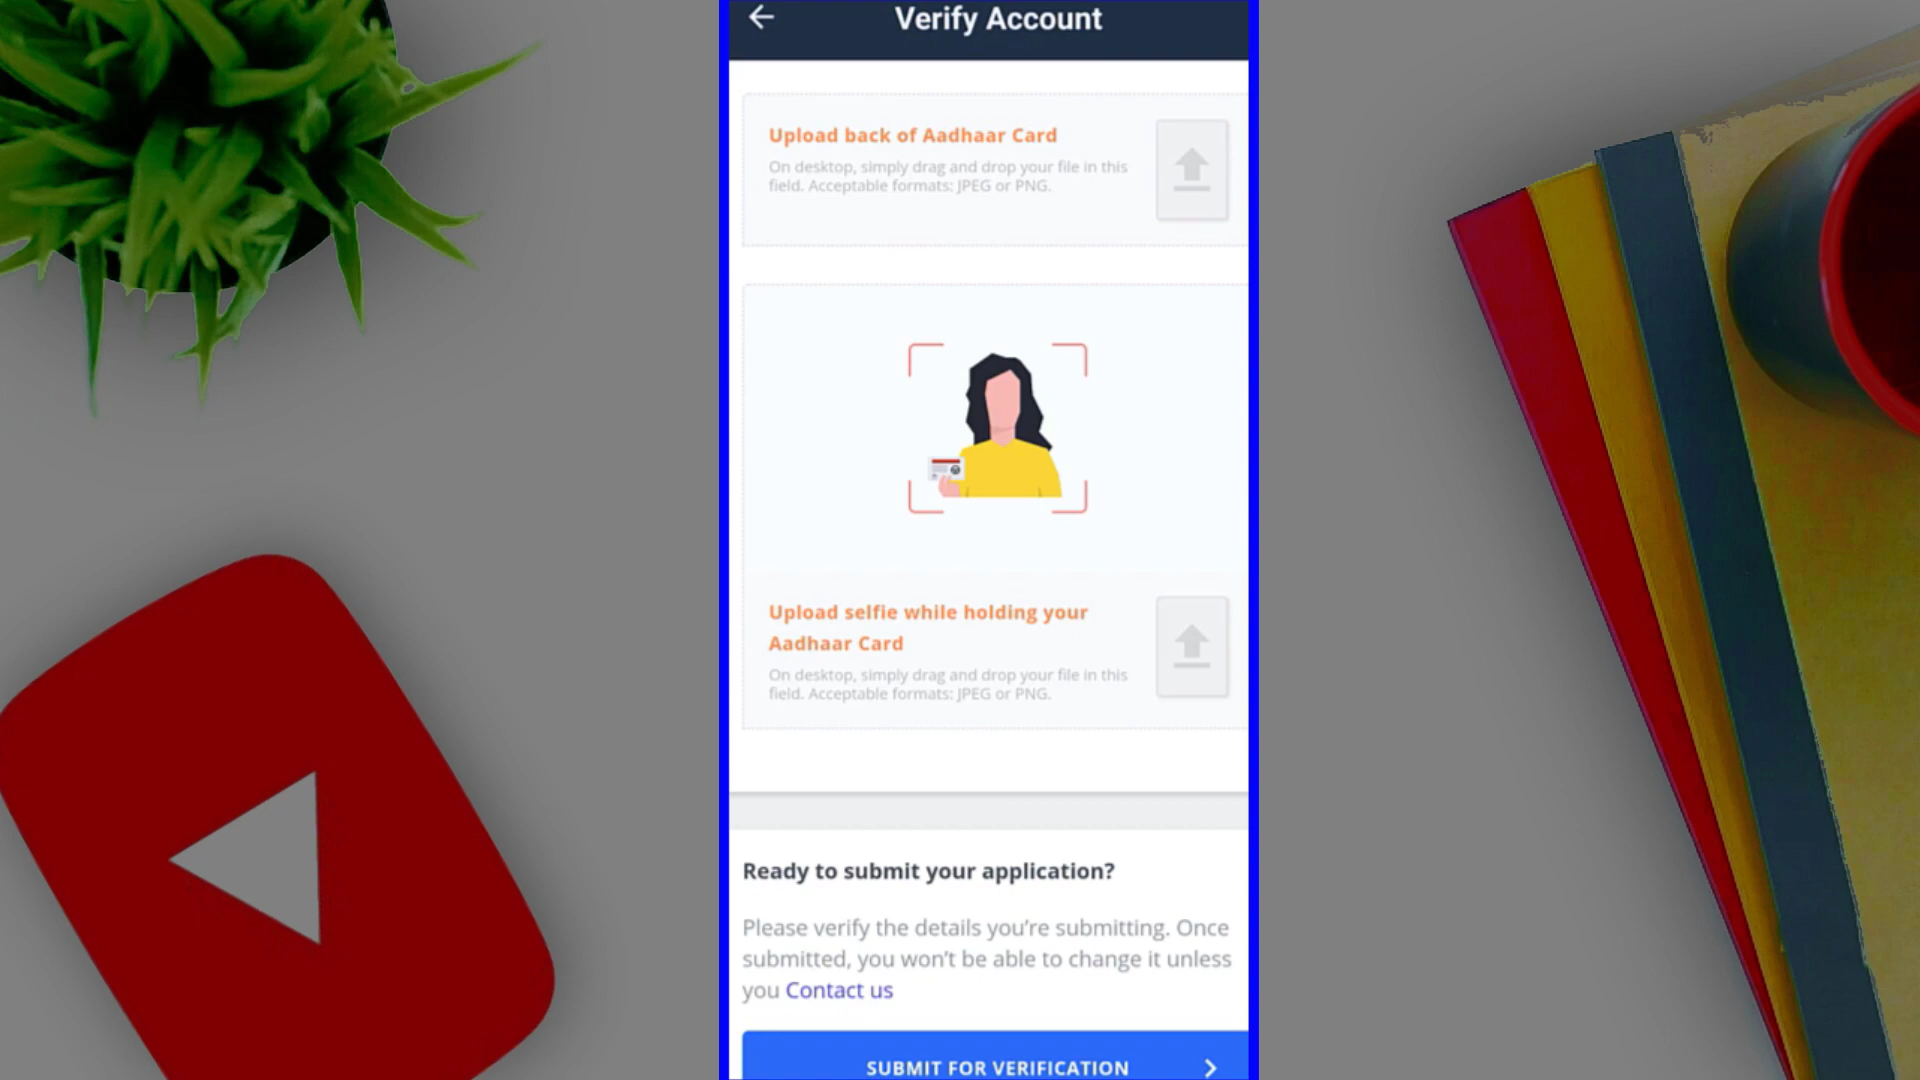 Verify Account
Upload back of Aadhaar Card
On desktop, simply drag and drop your file in this
field. Acceptable formats: JPEG or PNG.
Upload selfie while holding your
Aadhaar Card
On desktop, simply drag and drop your file in this
field. Acceptable formats: JPEG or PNG.
Ready to submit your application?
Please verify the details you’re submitting. Once
submitted, you won’t be able to change it unless
you Contact us
SUBMIT FOR VERIFICATION